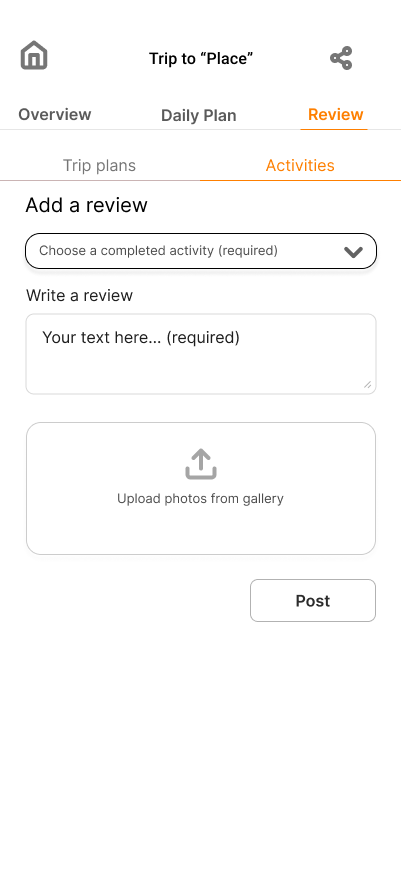 Trip to “Place”
Overview
Daily Plan
Review
Trip plans
Activities
Add a review
Choose a completed activity (required)
Write a review
Your text here... (required)
Upload photos from gallery
Post